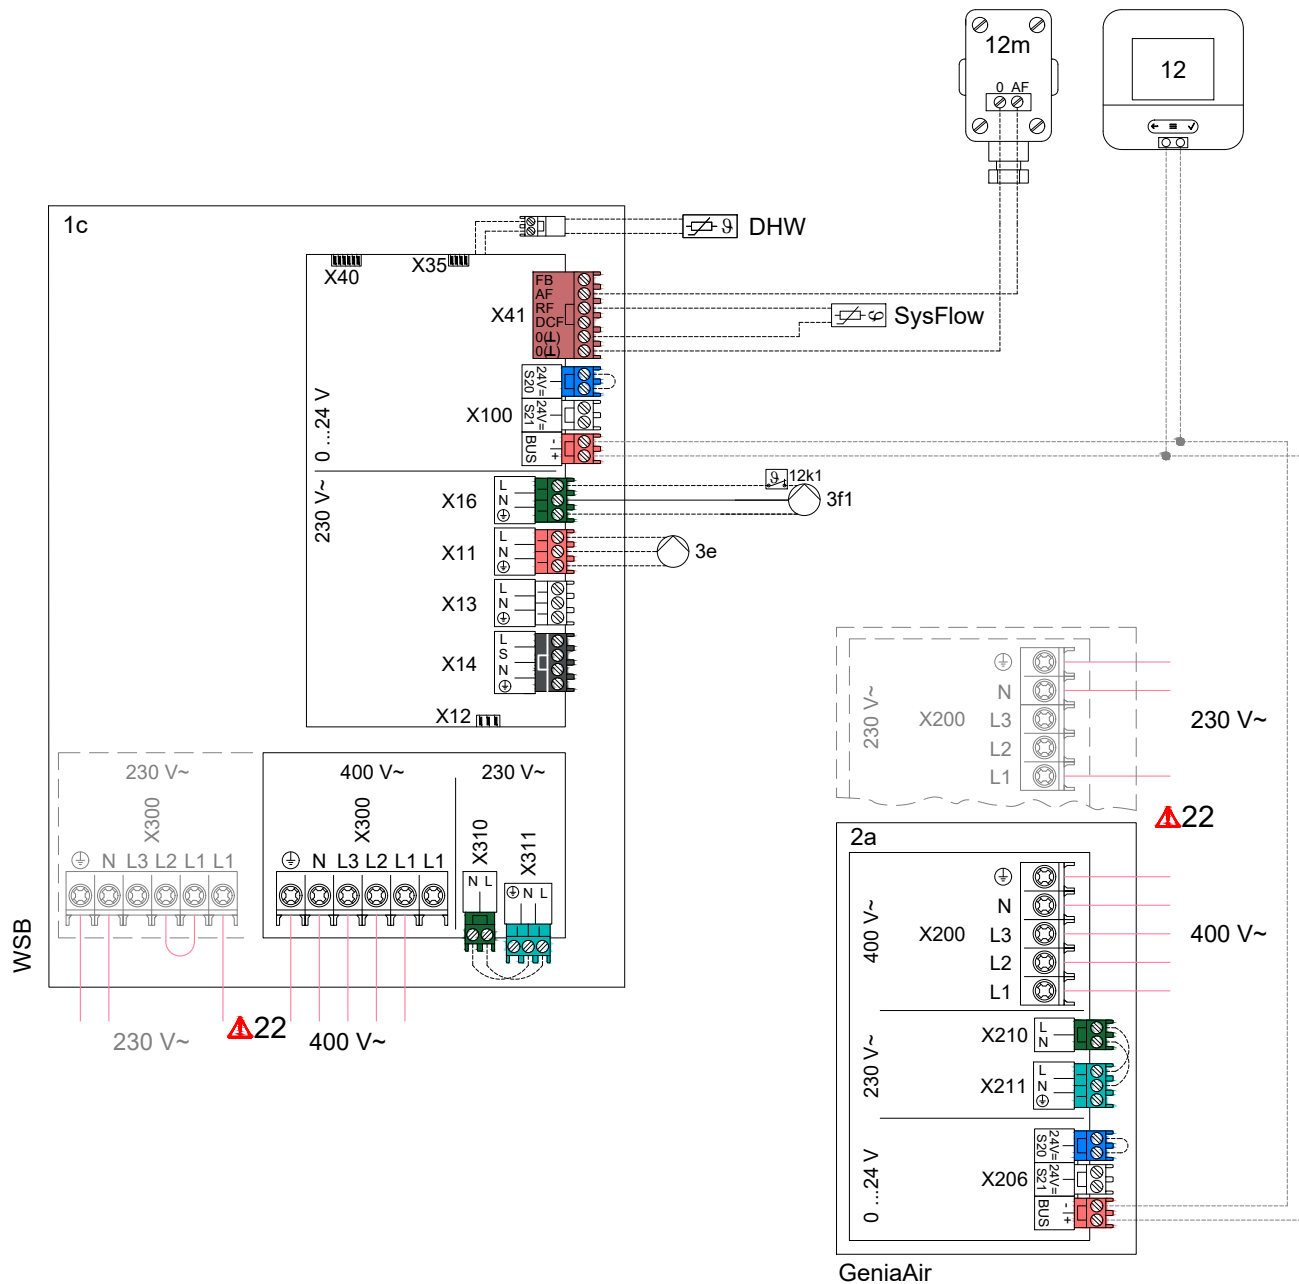 12m
0 AF
12
1c
DHW
X40
X35
FB
AF
RF
DCF
0(⊥)
0(⊥)
X41
SysFlow
24V=
S20
24V=
S21
X100
BUS
-
+
0 ...24 V
230 V~
X16
L
N
12k1
3f1
X11
L
N
3e
X13
L
N
X14
L
S
N
X12
230 V~
X300
N L3 L2 L1 L1
400 V~
X300
N L3 L2 L1 L1
230 V~
X310
N L
X311
N L
WSB
230 V~
22
400 V~
230 V~
X200
N
L3
L2
L1
230 V~
22
2a
400 V~
X200
N
L3
L2
L1
400 V~
230 V~
X210
L
N
X211
L
N
0 ...24 V
X206
24V=
S20
24V=
S21
BUS
-
+
GeniaAir